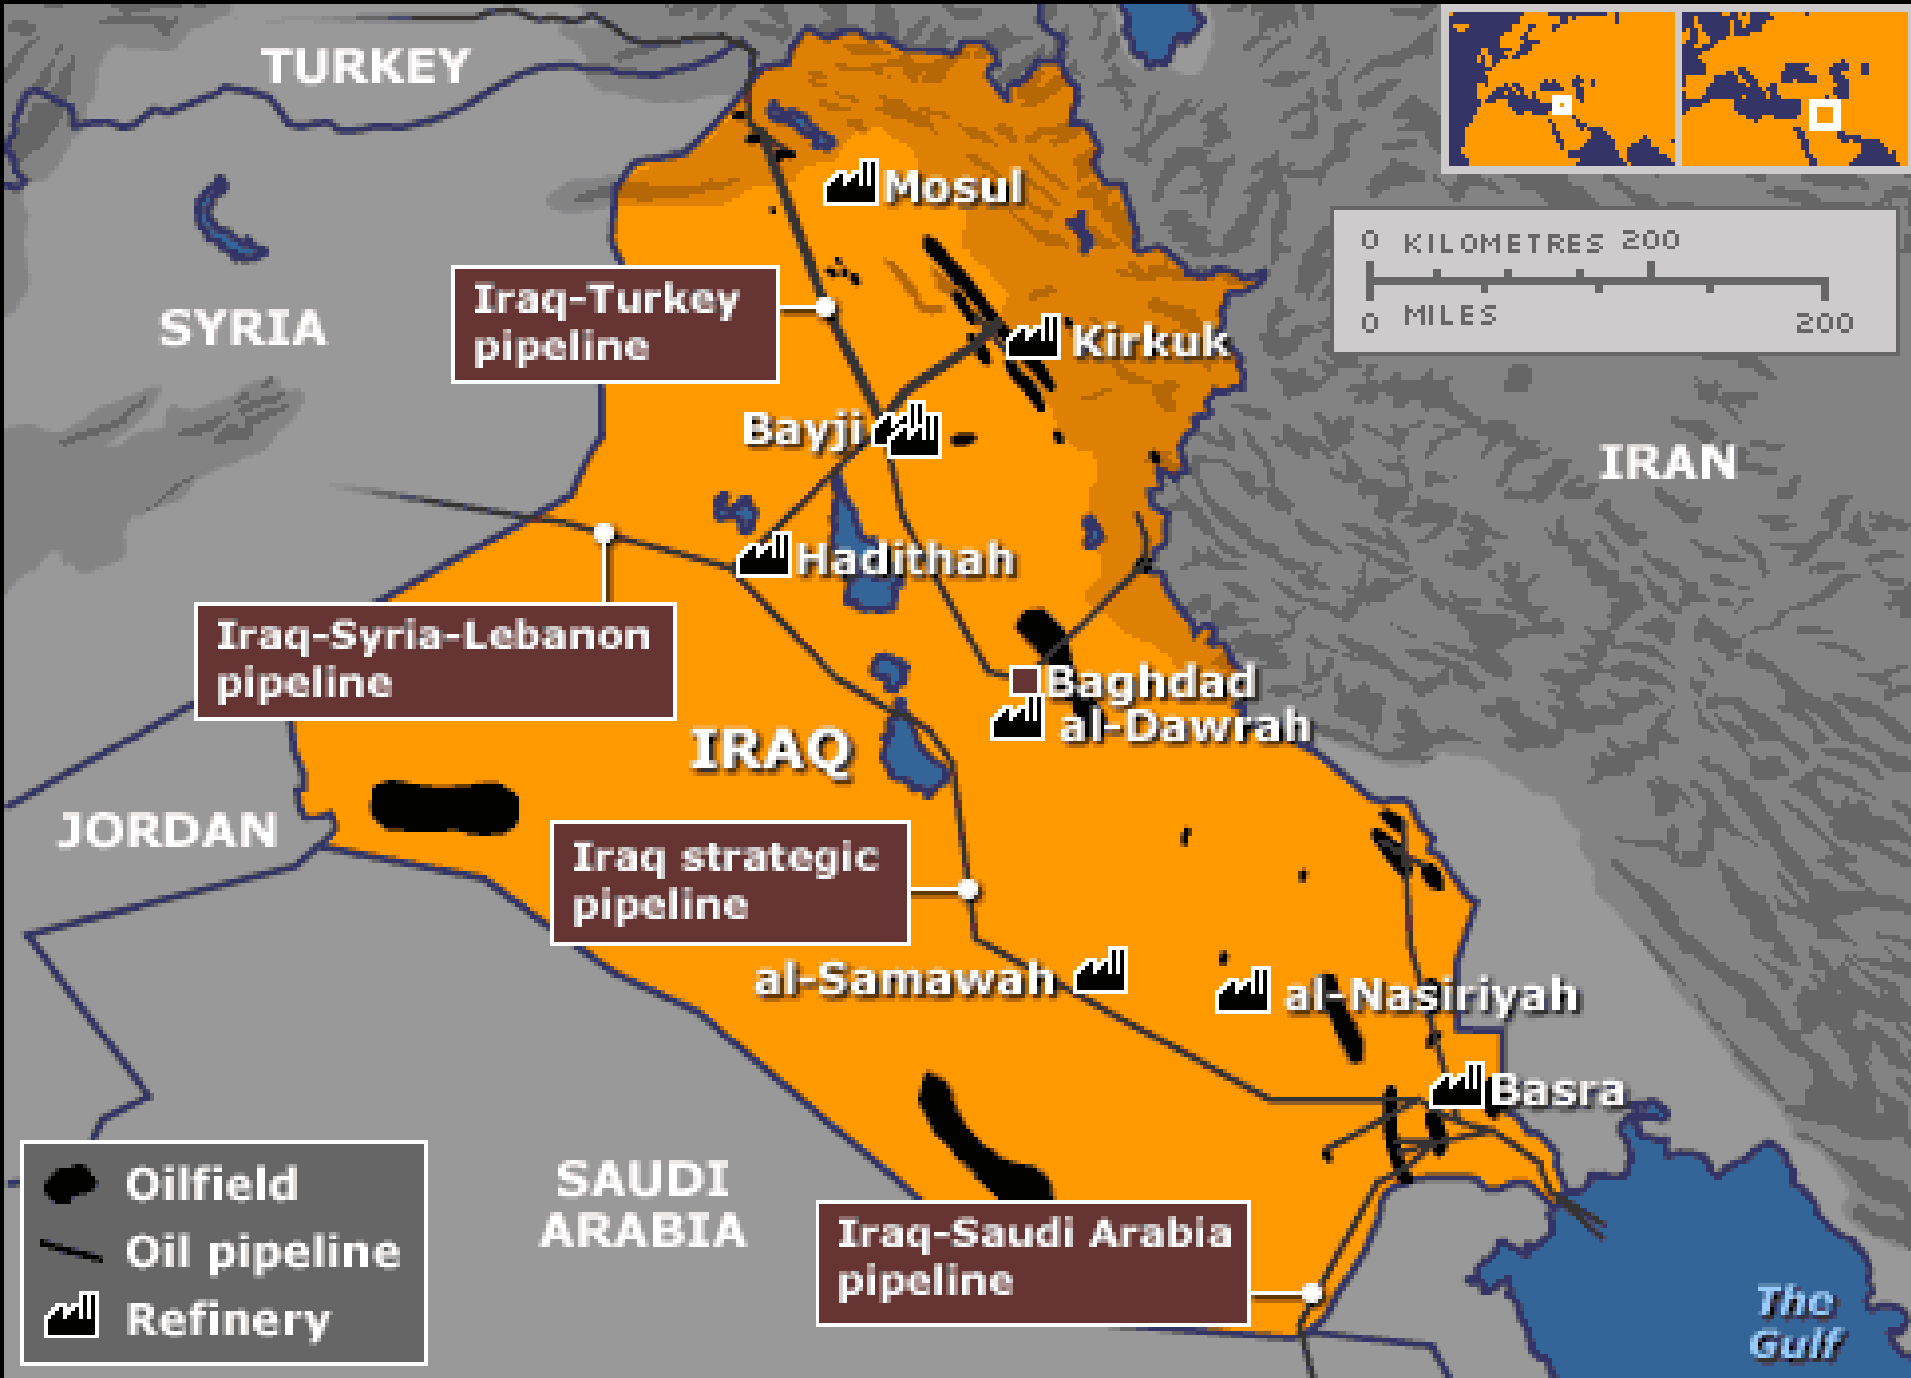 TURKEY
Mosul
0 KILOMETRES 200
MILES
0 200
SYRIA
Iraq-Turkey
pipeline
Kirkuk
Bayji
IRAN
Hadithah
Iraq-Syria-Lebanon
pipeline
Baghdad
al-Dawrah
IRAQ
JORDAN
Iraq strategic
pipeline
al-Samawah
al-Nasiriyah
Basra
SAUDI
ARABIA
Iraq-Saudi Arabia
pipeline
Oilfield
Oil pipeline
Refinery
The
Gulf